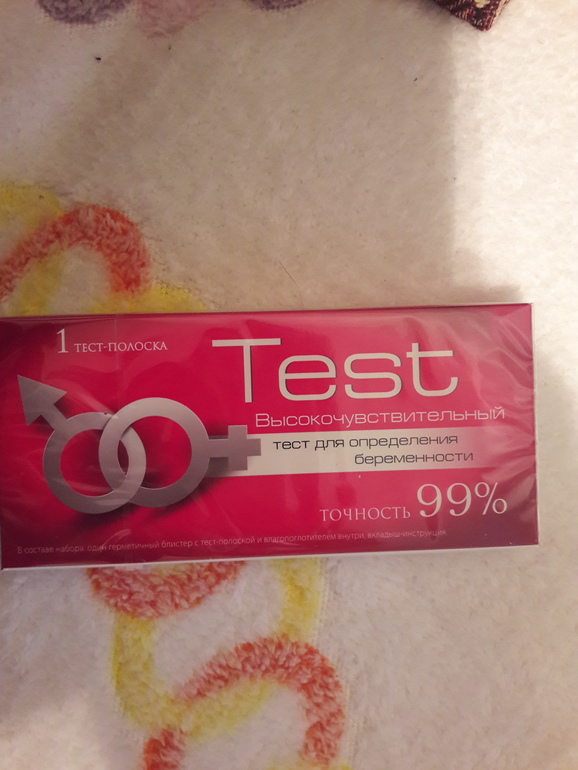 1 ТЕСТ-ПОЛОСКА
Test
Высокочувствительный
тест для определения
беременности
ТОЧНОСТЬ 99%
В составе набора: один герметичный блистер с тест-полоской и влагопоглотителем внутри, вкладыш-инструкция.